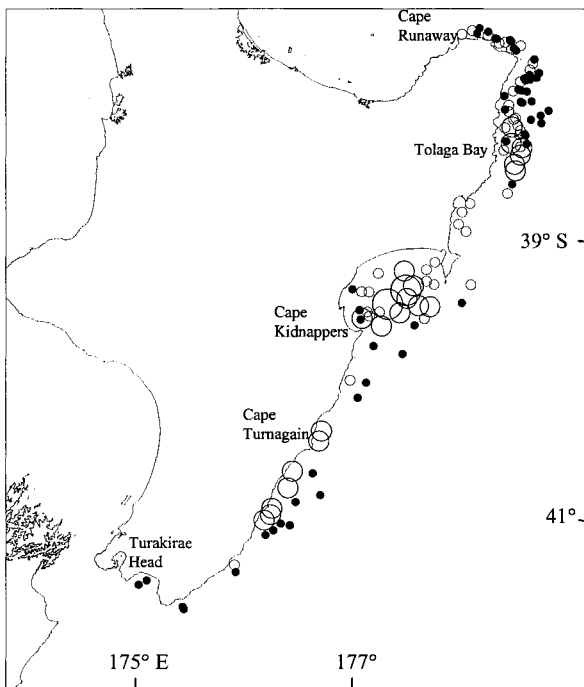 Cape
Runaway
Tolaga Bay
39° S
Cape
Kidnappers
Cape
Turnagain
41°
Turakirae
Head
175° E
177°